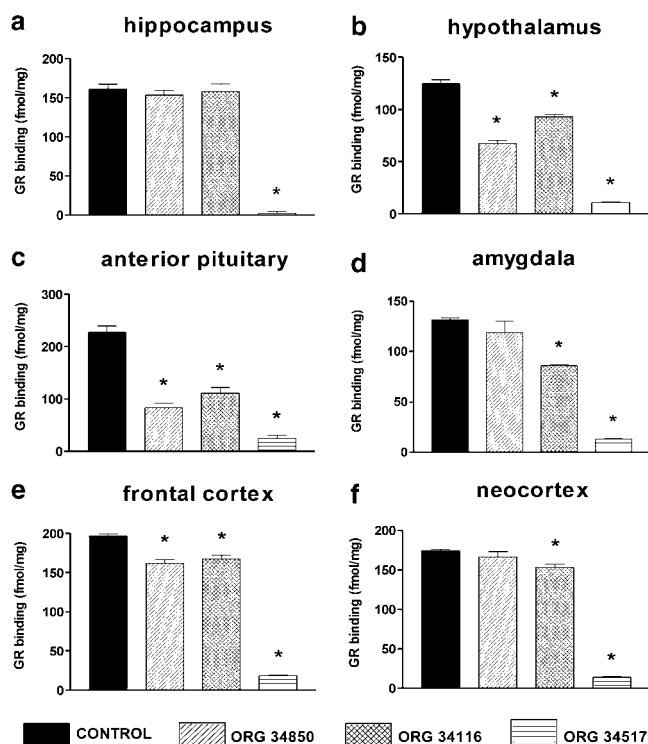 a hippocampus
GR binding (fmol/mg)
200
150
100
50
0
*
b hypothalamus
GR binding (fmol/mg)
150
100
50
0
*
*
*
c anterior pituitary
GR binding (fmol/mg)
300
200
100
0
*
*
*
d amygdala
GR binding (fmol/mg)
150
100
50
0
*
*
e frontal cortex
GR binding (fmol/mg)
200
150
100
50
0
*
*
*
f neocortex
GR binding (fmol/mg)
200
150
100
50
0
*
*
CONTROL
ORG 34850
ORG 34116
ORG 34517